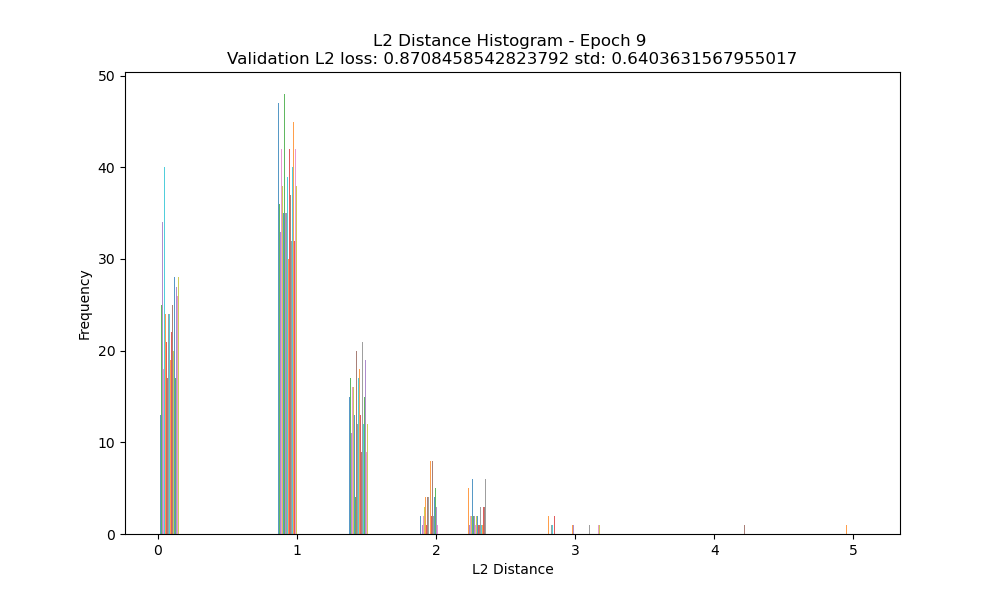 L2 Distance Histogram - Epoch 9
Validation L2 loss: 0.8708458542823792 std: 0.6403631567955017
50
40
30
20
10
0
Frequency
0 1 2 3 4 5
L2 Distance